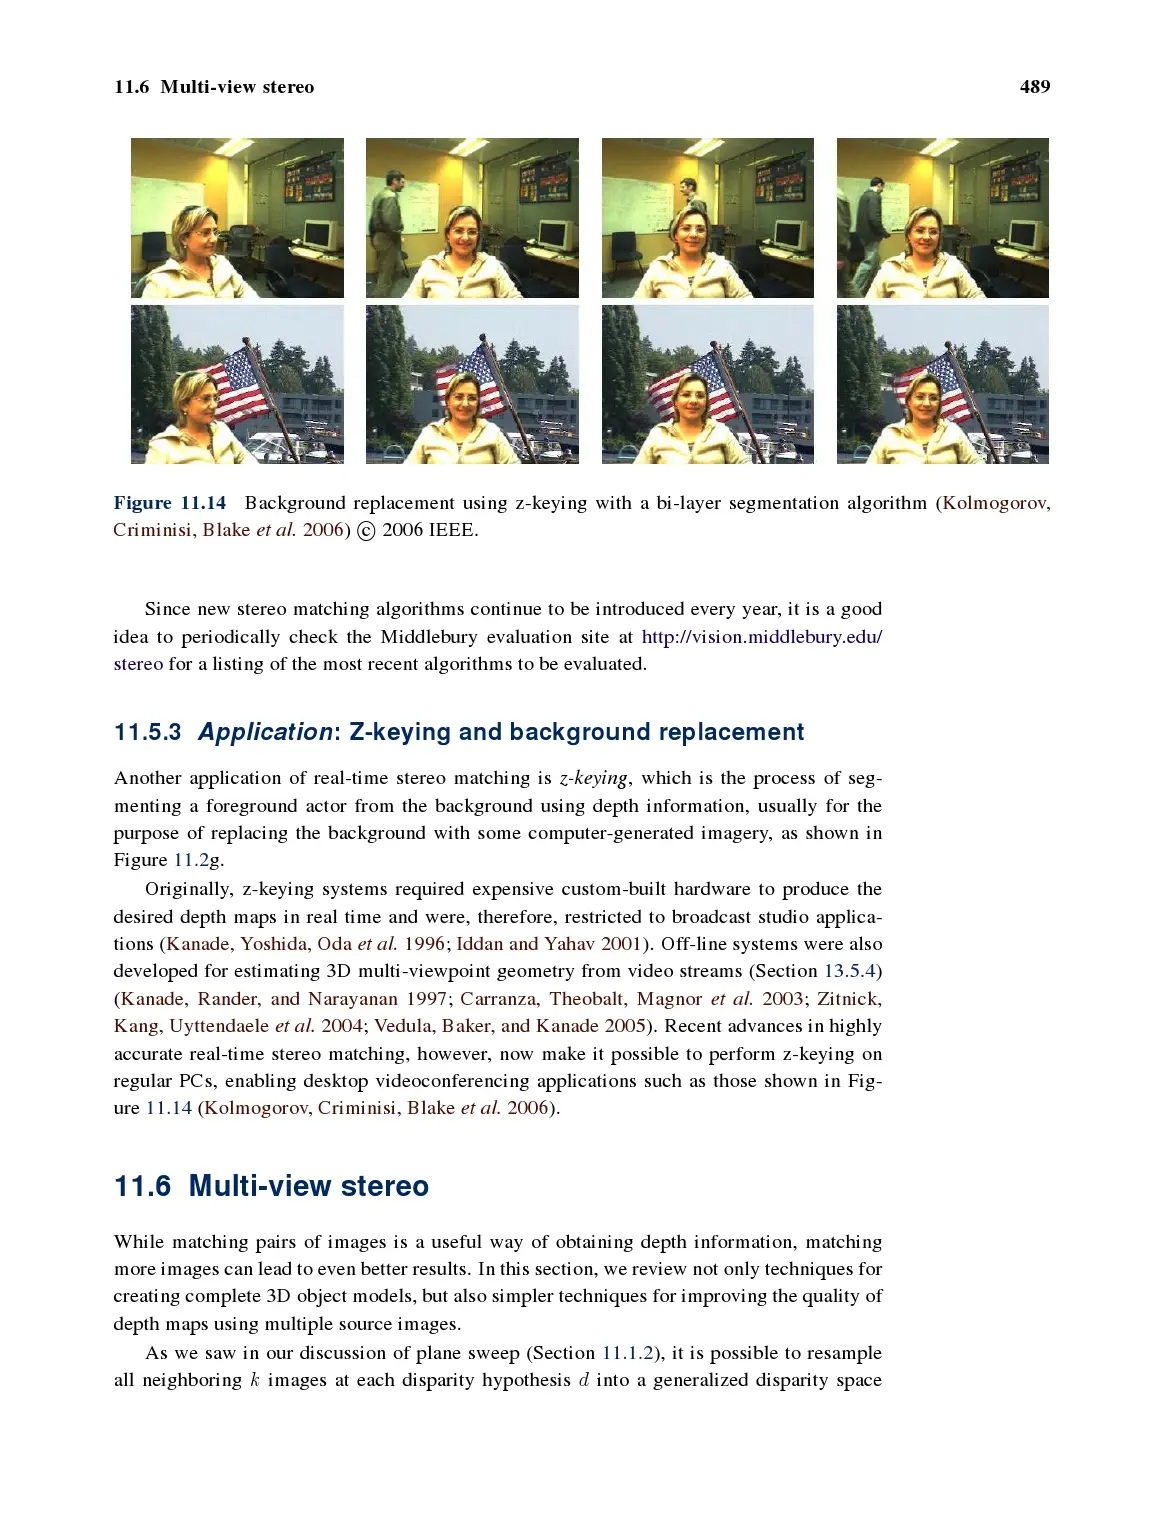 11.6 Multi-view stereo 489
Figure 11.14 Background replacement using z-keying with a bi-layer segmentation algorithm (Kolmogorov,
Criminisi, Blake et al. 2006) © 2006 IEEE.
Since new stereo matching algorithms continue to be introduced every year, it is a good
idea to periodically check the Middlebury evaluation site at http://vision.middlebury.edu/
stereo for a listing of the most recent algorithms to be evaluated.
11.5.3 Application: Z-keying and background replacement
Another application of real-time stereo matching is z-keying, which is the process of seg-
menting a foreground actor from the background using depth information, usually for the
purpose of replacing the background with some computer-generated imagery, as shown in
Figure 11.2g.
Originally, z-keying systems required expensive custom-built hardware to produce the
desired depth maps in real time and were, therefore, restricted to broadcast studio applica-
tions (Kanade, Yoshida, Oda et al. 1996; Iddan and Yahav 2001). Off-line systems were also
developed for estimating 3D multi-viewpoint geometry from video streams (Section 13.5.4)
(Kanade, Rander, and Narayanan 1997; Carranza, Theobalt, Magnor et al. 2003; Zitnick,
Kang, Uyttendaele et al. 2004; Vedula, Baker, and Kanade 2005). Recent advances in highly
accurate real-time stereo matching, however, now make it possible to perform z-keying on
regular PCs, enabling desktop videoconferencing applications such as those shown in Fig-
ure 11.14 (Kolmogorov, Criminisi, Blake et al. 2006).
11.6 Multi-view stereo
While matching pairs of images is a useful way of obtaining depth information, matching
more images can lead to even better results. In this section, we review not only techniques for
creating complete 3D object models, but also simpler techniques for improving the quality of
depth maps using multiple source images.
As we saw in our discussion of plane sweep (Section 11.1.2), it is possible to resample
all neighboring k images at each disparity hypothesis d into a generalized disparity space